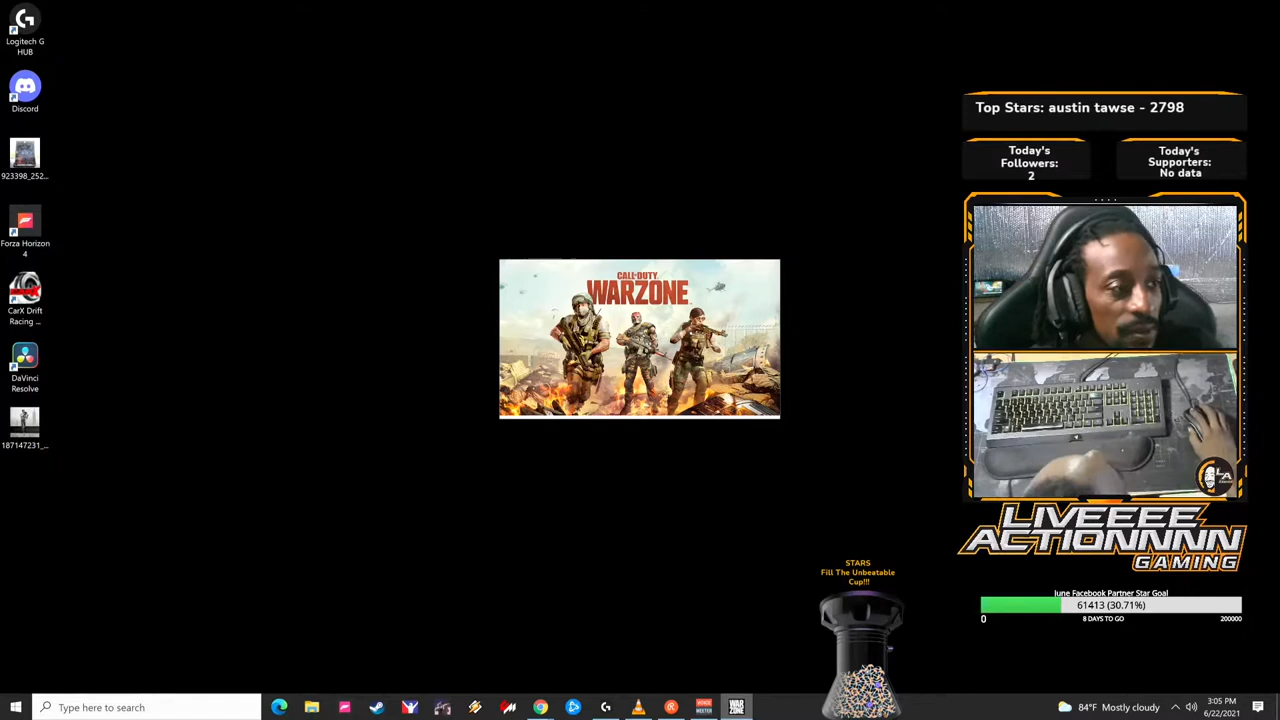 Logitech G
HUB
Discord
923398_252...
Forza Horizon
4
CarX Drift
Racing ...
DaVinci
Resolve
187147231_...
CALL OF DUTY
WARZONE
Top Stars: austin tawse - 2798
Today's
Followers:
2
Today's
Supporters:
No data
LA
LIVEEEE
ACTIONNNN
GAMING
STARS
Fill The Unbeatable
Cup!!!
June Facebook Partner Star Goal
61413 (30.71%)
0
8 DAYS TO GO
200000
Type here to search
WAR
ZONE
84°F Mostly cloudy
3:05 PM
6/22/2021